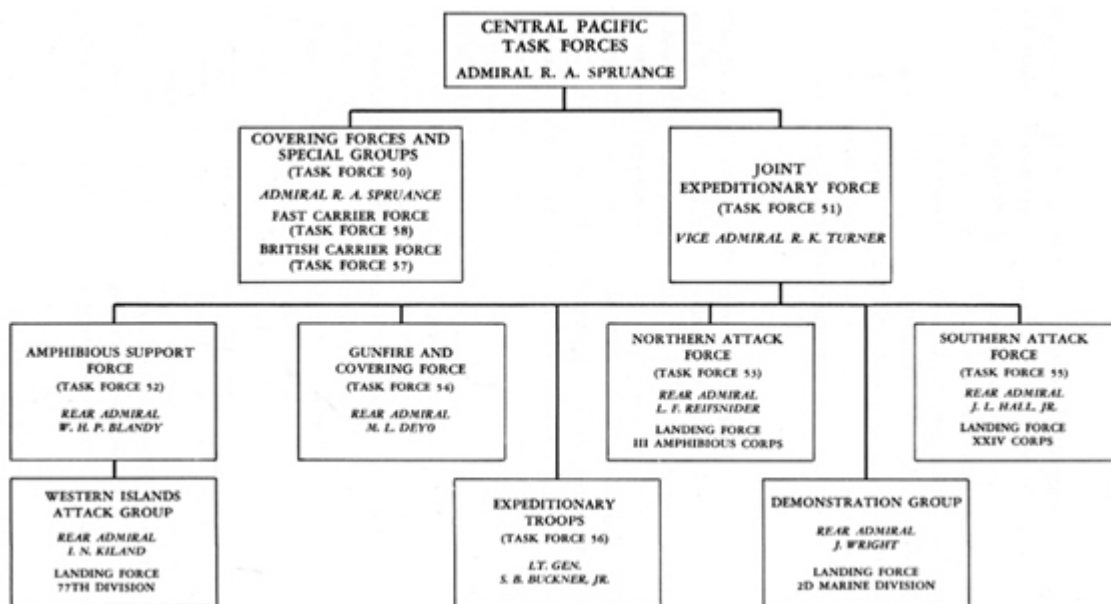 CENTRAL PACIFIC
TASK FORCES
ADMIRAL R. A. SPRUANCE
COVERING FORCES AND
SPECIAL GROUPS
(TASK FORCE 50)
ADMIRAL R. A. SPRUANCE
FAST CARRIER FORCE
(TASK FORCE 58)
BRITISH CARRIER FORCE
(TASK FORCE 57)
JOINT
EXPEDITIONARY FORCE
(TASK FORCE 51)
VICE ADMIRAL R. K. TURNER
AMPHIBIOUS SUPPORT
FORCE
(TASK FORCE 52)
REAR ADMIRAL
W. H. P. BLANDY
GUNFIRE AND
COVERING FORCE
(TASK FORCE 54)
REAR ADMIRAL
M. L. DEYO
NORTHERN ATTACK
FORCE
(TASK FORCE 53)
REAR ADMIRAL
L. F. REIFSNIDER
LANDING FORCE
III AMPHIBIOUS CORPS
SOUTHERN ATTACK
FORCE
(TASK FORCE 55)
REAR ADMIRAL
J. L. HALL, JR.
LANDING FORCE
XXIV CORPS
WESTERN ISLANDS
ATTACK GROUP
REAR ADMIRAL
I. N. KILAND
LANDING FORCE
77TH DIVISION
EXPEDITIONARY
TROOPS
(TASK FORCE 56)
LT. GEN.
S. B. BUCKNER, JR.
DEMONSTRATION GROUP
REAR ADMIRAL
J. WRIGHT
LANDING FORCE
2D MARINE DIVISION